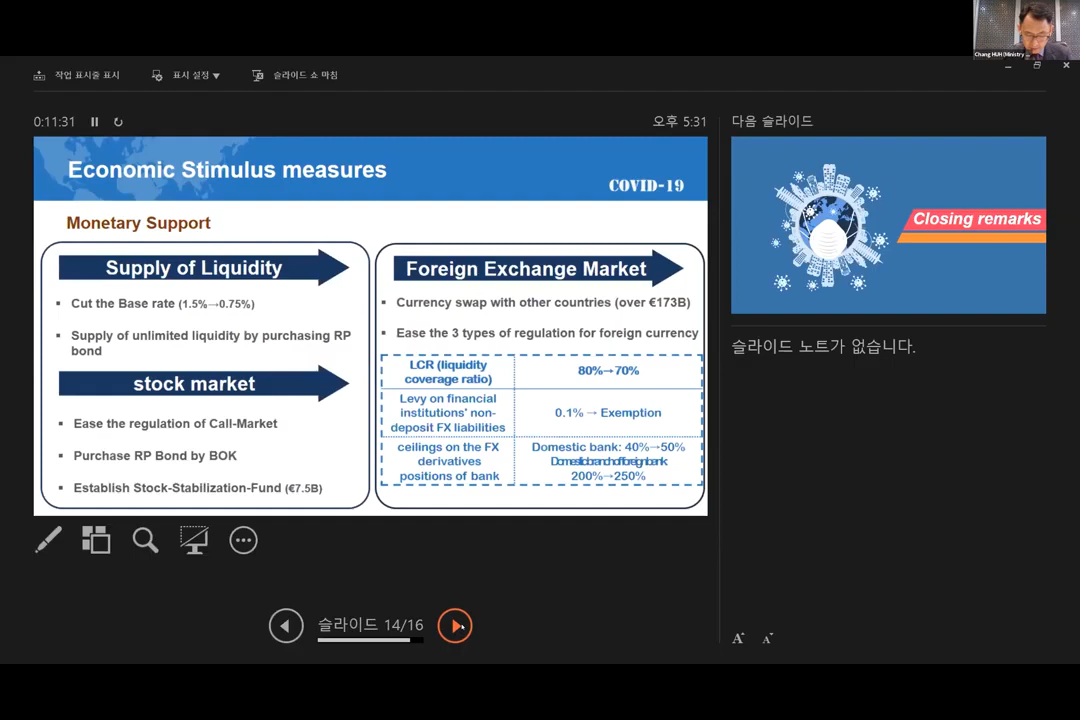 Chang HUH (Ministry
작업 표시줄 표시
표시 설정
슬라이드 쇼 마침
0:11:31
오후 5:31
다음 슬라이드
Economic Stimulus measures
COVID-19
Monetary Support
Supply of Liquidity
▪ Cut the Base rate (1.5%→0.75%)
▪ Supply of unlimited liquidity by purchasing RP
bond
stock market
▪ Ease the regulation of Call-Market
▪ Purchase RP Bond by BOK
▪ Establish Stock-Stabilization-Fund (€7.5B)
Foreign Exchange Market
▪ Currency swap with other countries (over €173B)
▪ Ease the 3 types of regulation for foreign currency
LCR (liquidity
coverage ratio)
80%→70%
Levy on financial
institutions' non-
deposit FX liabilities
0.1% → Exemption
ceilings on the FX
derivatives
positions of bank
Domestic bank: 40%→50%
Domestic branch of foreign bank
200%→250%
Closing remarks
슬라이드 노트가 없습니다.
슬라이드 14/16
A A